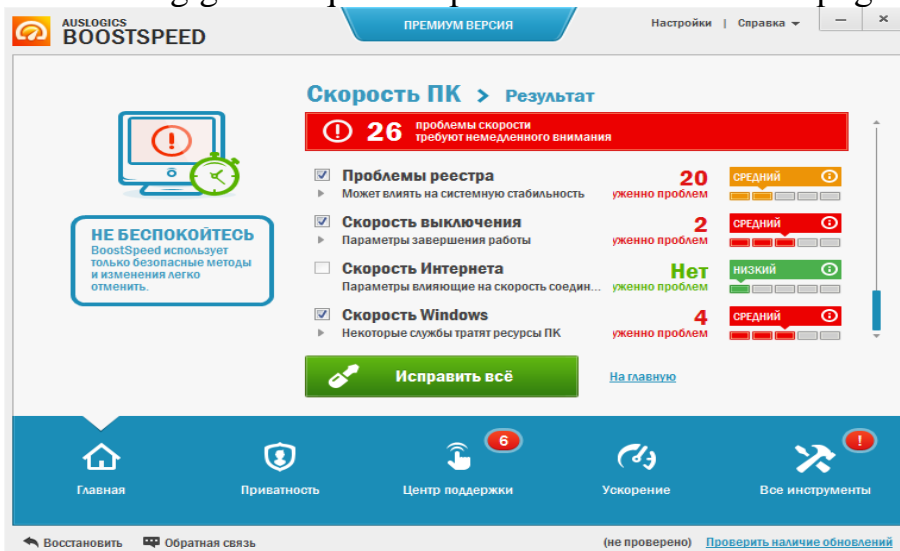 AUSLOGICS
BOOSTSPEED
ПРЕМИУМ ВЕРСИЯ
Настройки | Справка
Скорость ПК > Результат
26 проблемы скорости
требуют немедленного внимания
Проблемы реестра
Может влиять на системную стабильность
20
уженно проблем
СРЕДНИЙ
Скорость выключения
Параметры завершения работы
2
уженно проблем
СРЕДНИЙ
Скорость Интернета
Параметры влияющие на скорость соедин...
Нет
уженно проблем
НИЗКИЙ
Скорость Windows
Некоторые службы тратят ресурсы ПК
4
уженно проблем
СРЕДНИЙ
НЕ БЕСПОКОЙТЕСЬ
BoostSpeed использует
только безопасные методы
и изменения легко
отменить.
Исправить всё
На главную
6
!
Главная
Приватность
Центр поддержки
Ускорение
Все инструменты
Восстановить
Обратная связь
(не проверено)
Проверить наличие обновлений